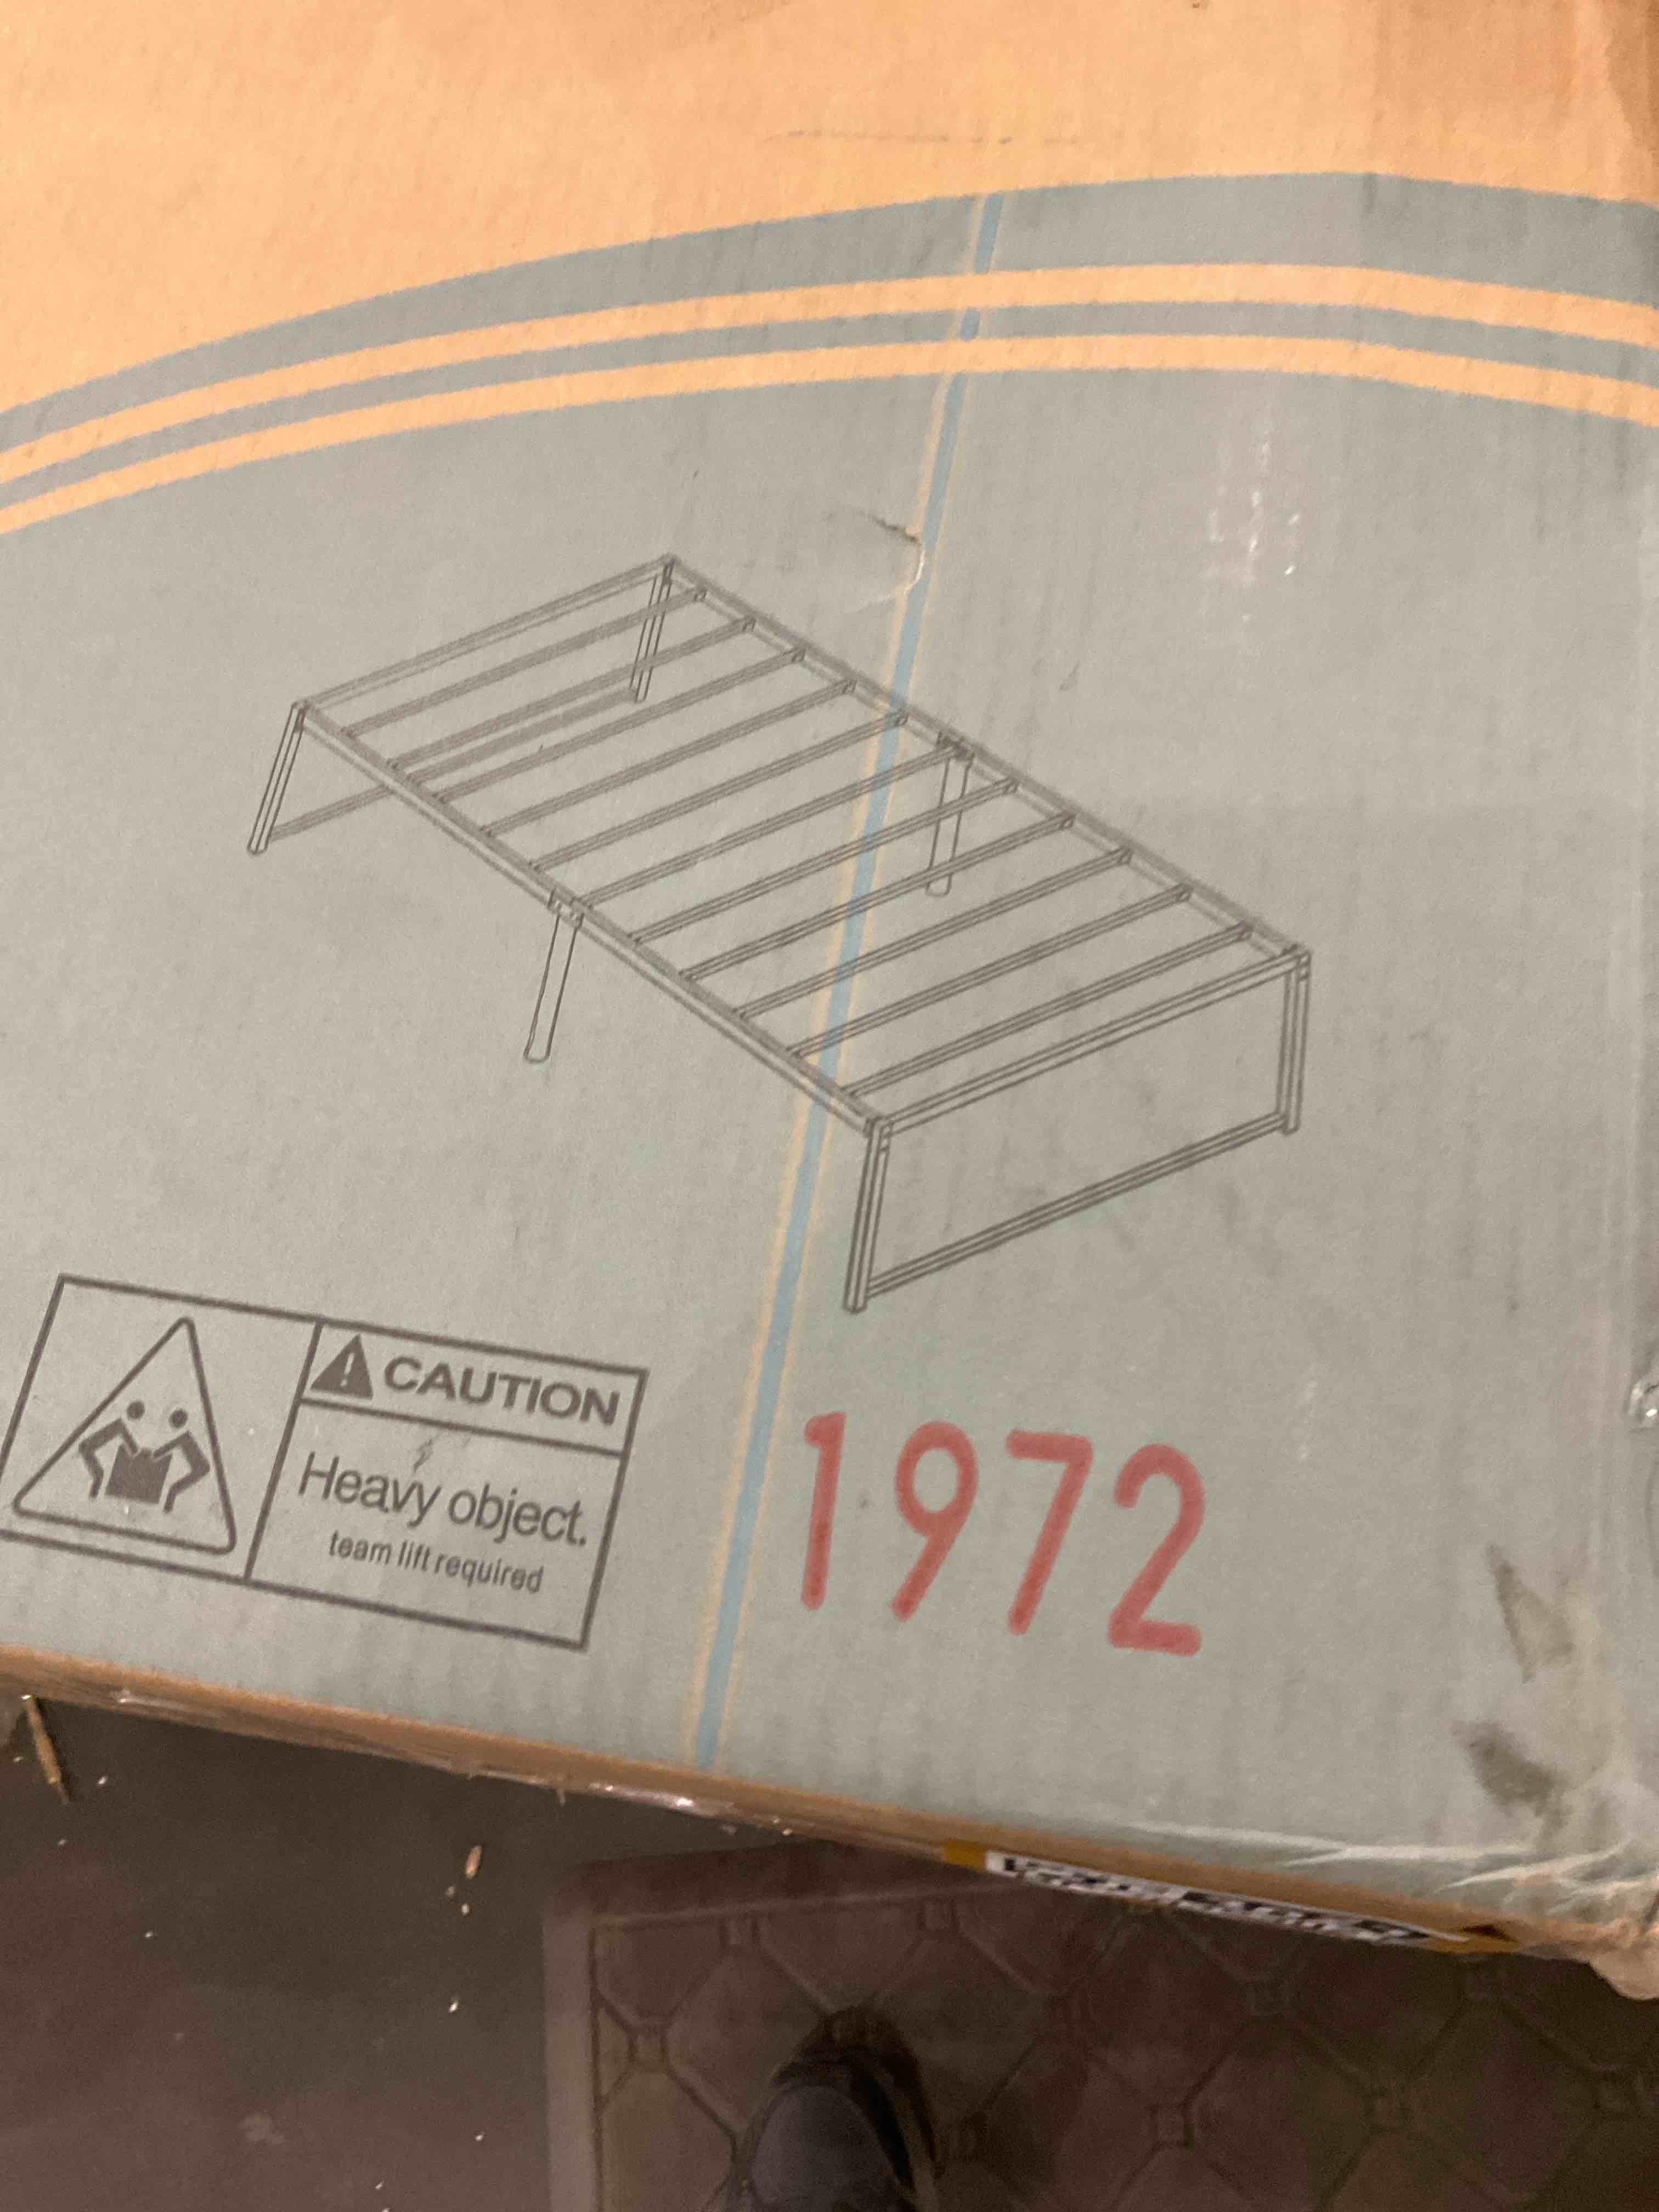 CAUTION
Heavy object.
team lift required
1972